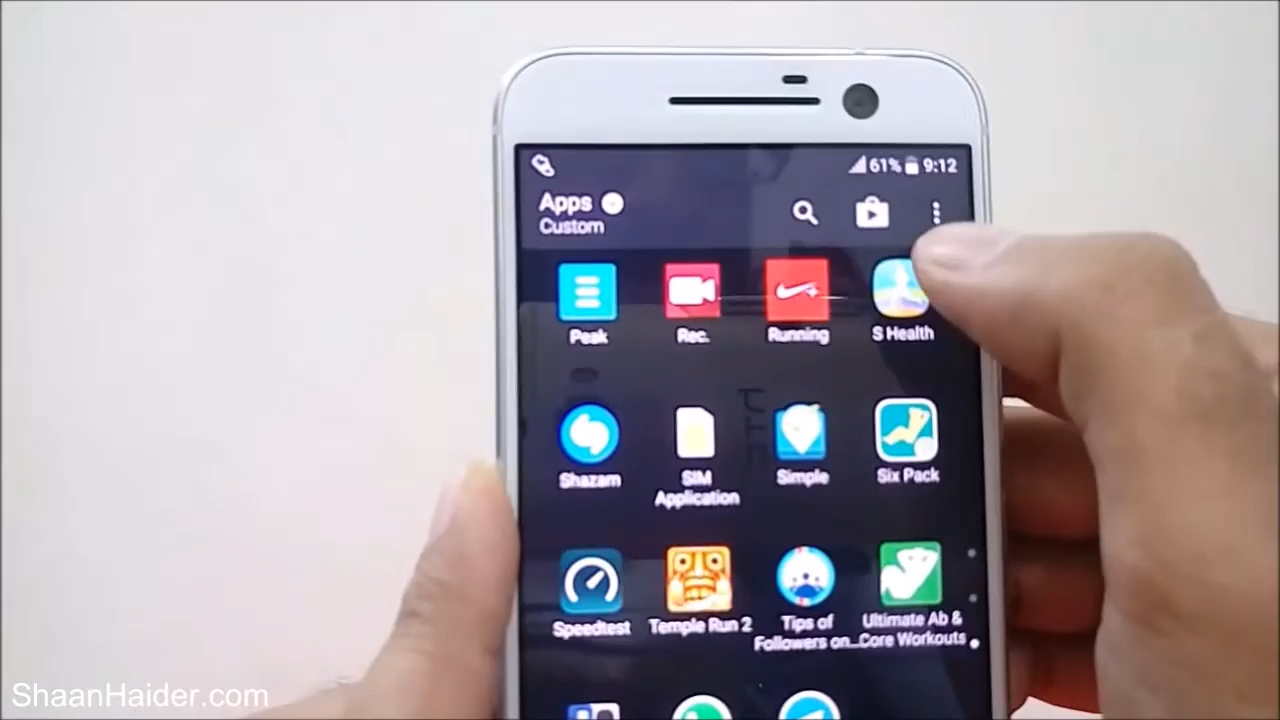 61% 9:12
Apps
Custom
Peak
Rec.
Running
S Health
Shazam
SIM
Application
Simple
Six Pack
Speedtest
Temple Run 2
Tips of
Followers on...
Ultimate Ab &
Core Workouts
ShaanHaider.com